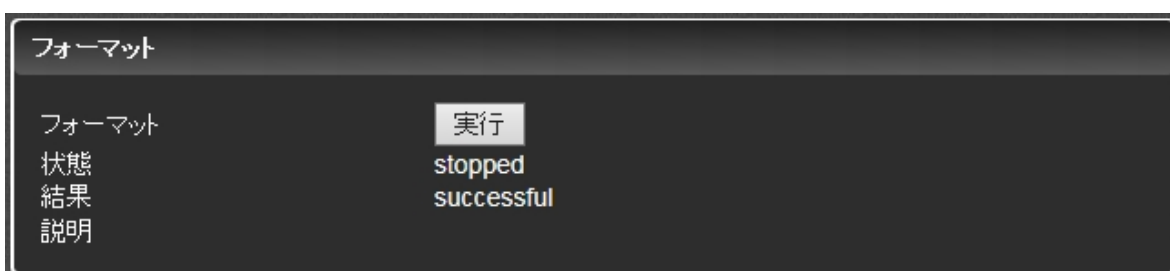 フォーマット
フォーマット 実行
状態 stopped
結果 successful
説明